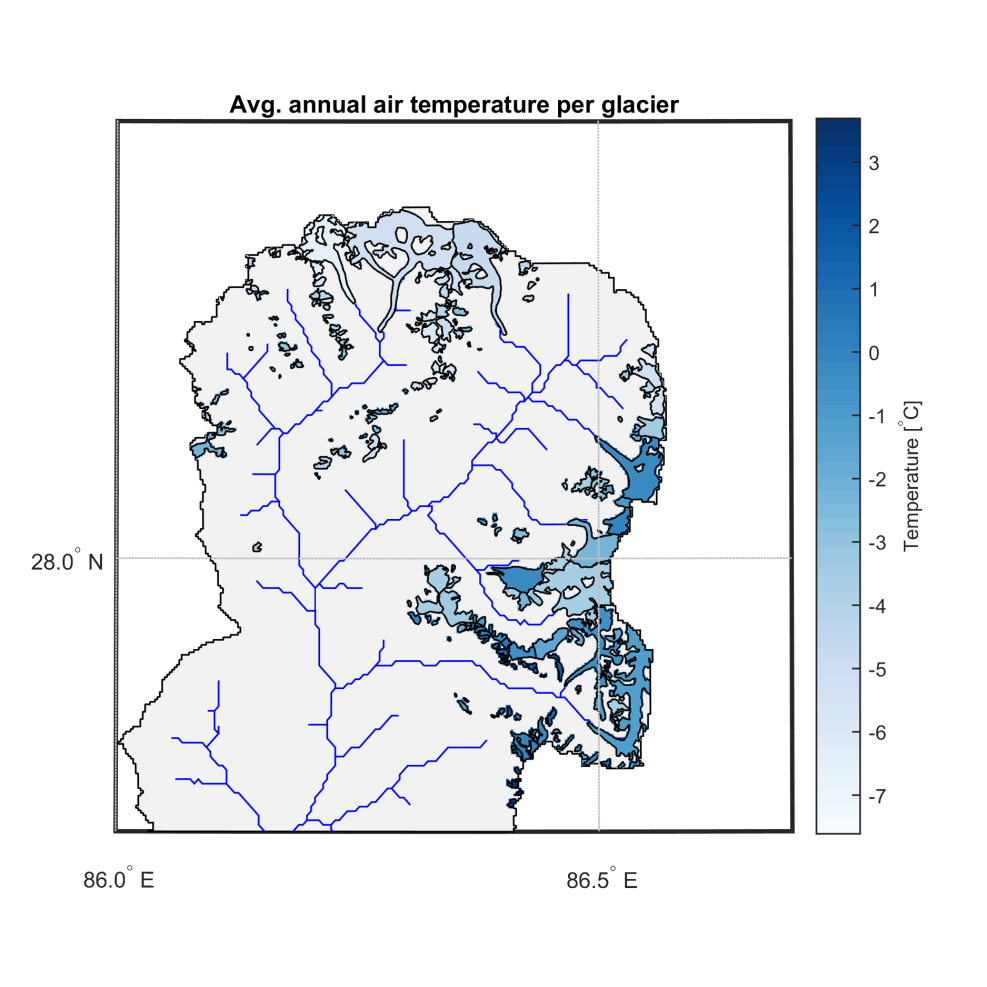 Avg. annual air temperature per glacier
3
2
1
0
-1
-2
-3
-4
-5
-6
-7
Temperature [°C]
28.0° N
86.0° E
86.5° E